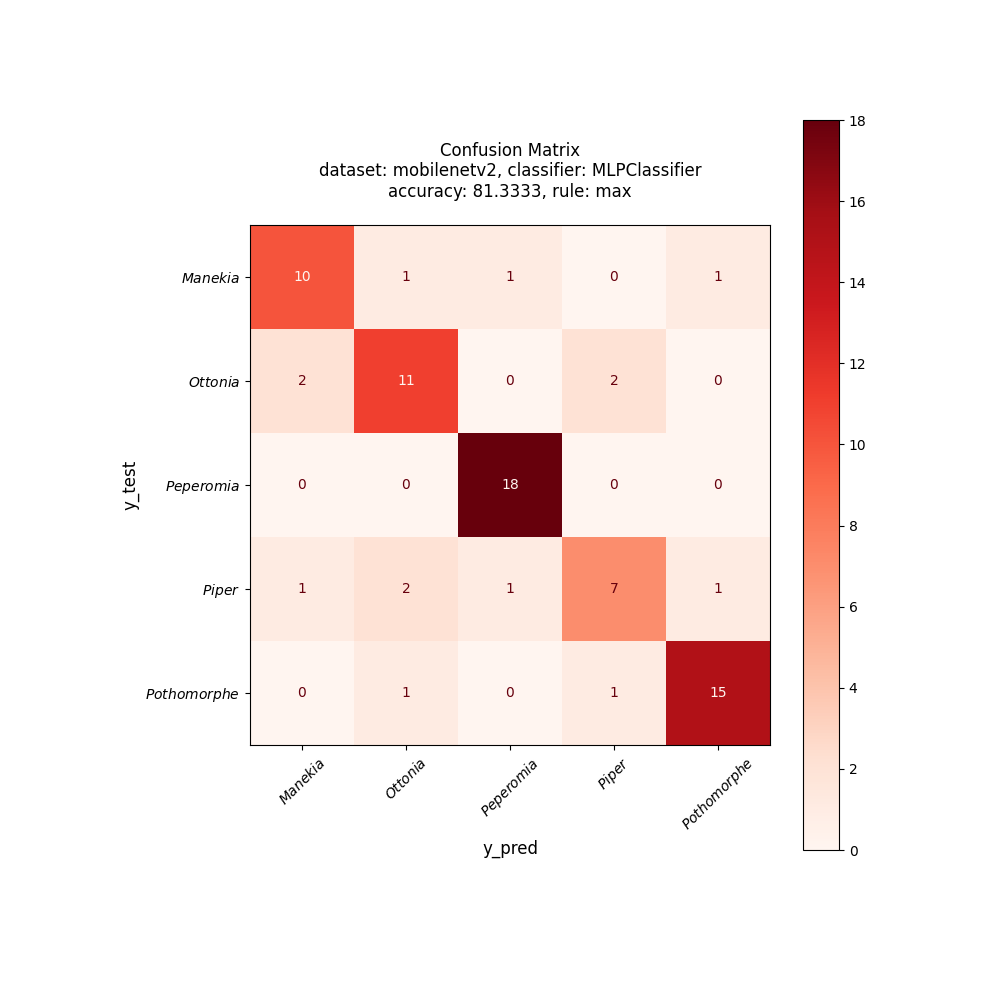 Confusion Matrix
dataset: mobilenetv2, classifier: MLPClassifier
accuracy: 81.3333, rule: max
y_test
Manekia 10 1 1 0 1
Ottonia 2 11 0 2 0
Peperomia 0 0 18 0 0
Piper 1 2 1 7 1
Pothomorphe 0 1 0 1 15
Manekia Ottonia Peperomia Piper Pothomorphe
y_pred
18
16
14
12
10
8
6
4
2
0